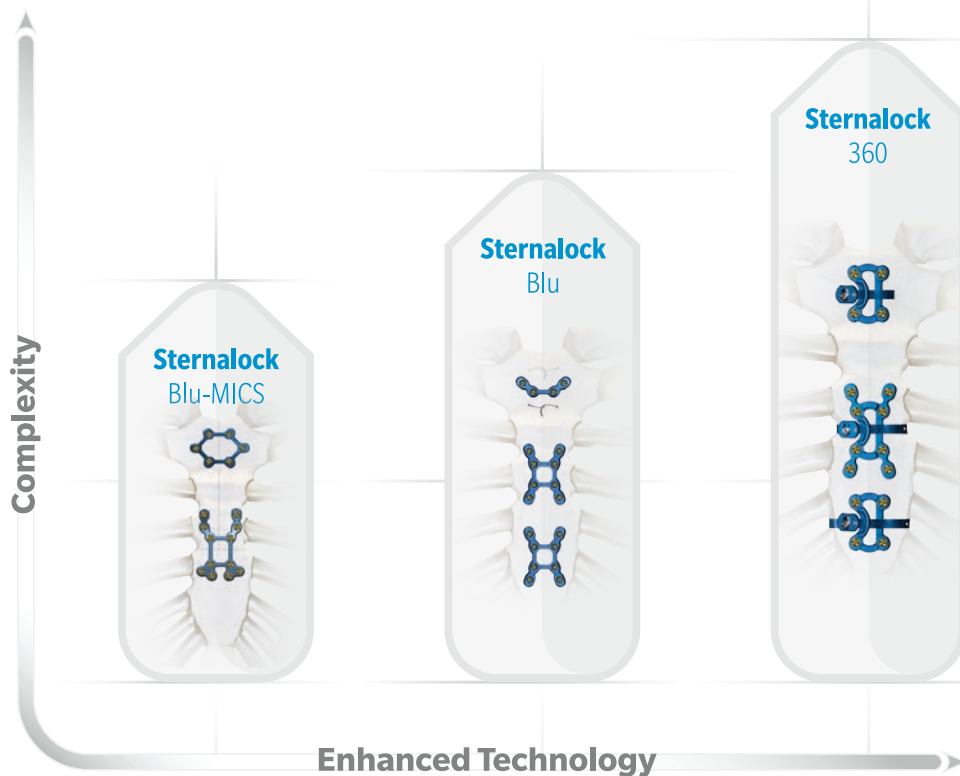 Complexity
Sternalock
Blu-MICS
Sternalock
Blu
Sternalock
360
Enhanced Technology